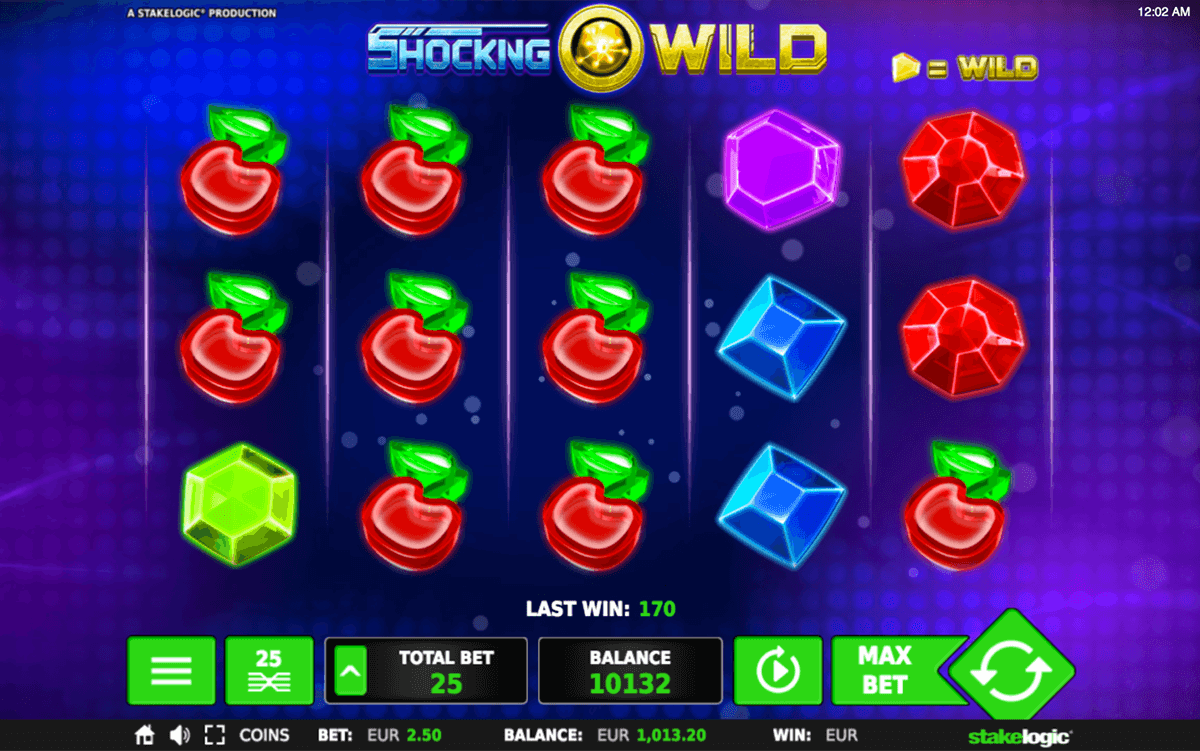 A STAKELOGIC® PRODUCTION
12:02 AM
SHOCKING WILD
= WILD
LAST WIN: 170
25
TOTAL BET
25
BALANCE
10132
MAX
BET
COINS BET: EUR 2.50 BALANCE: EUR 1,013.20 WIN: EUR stakelogic®